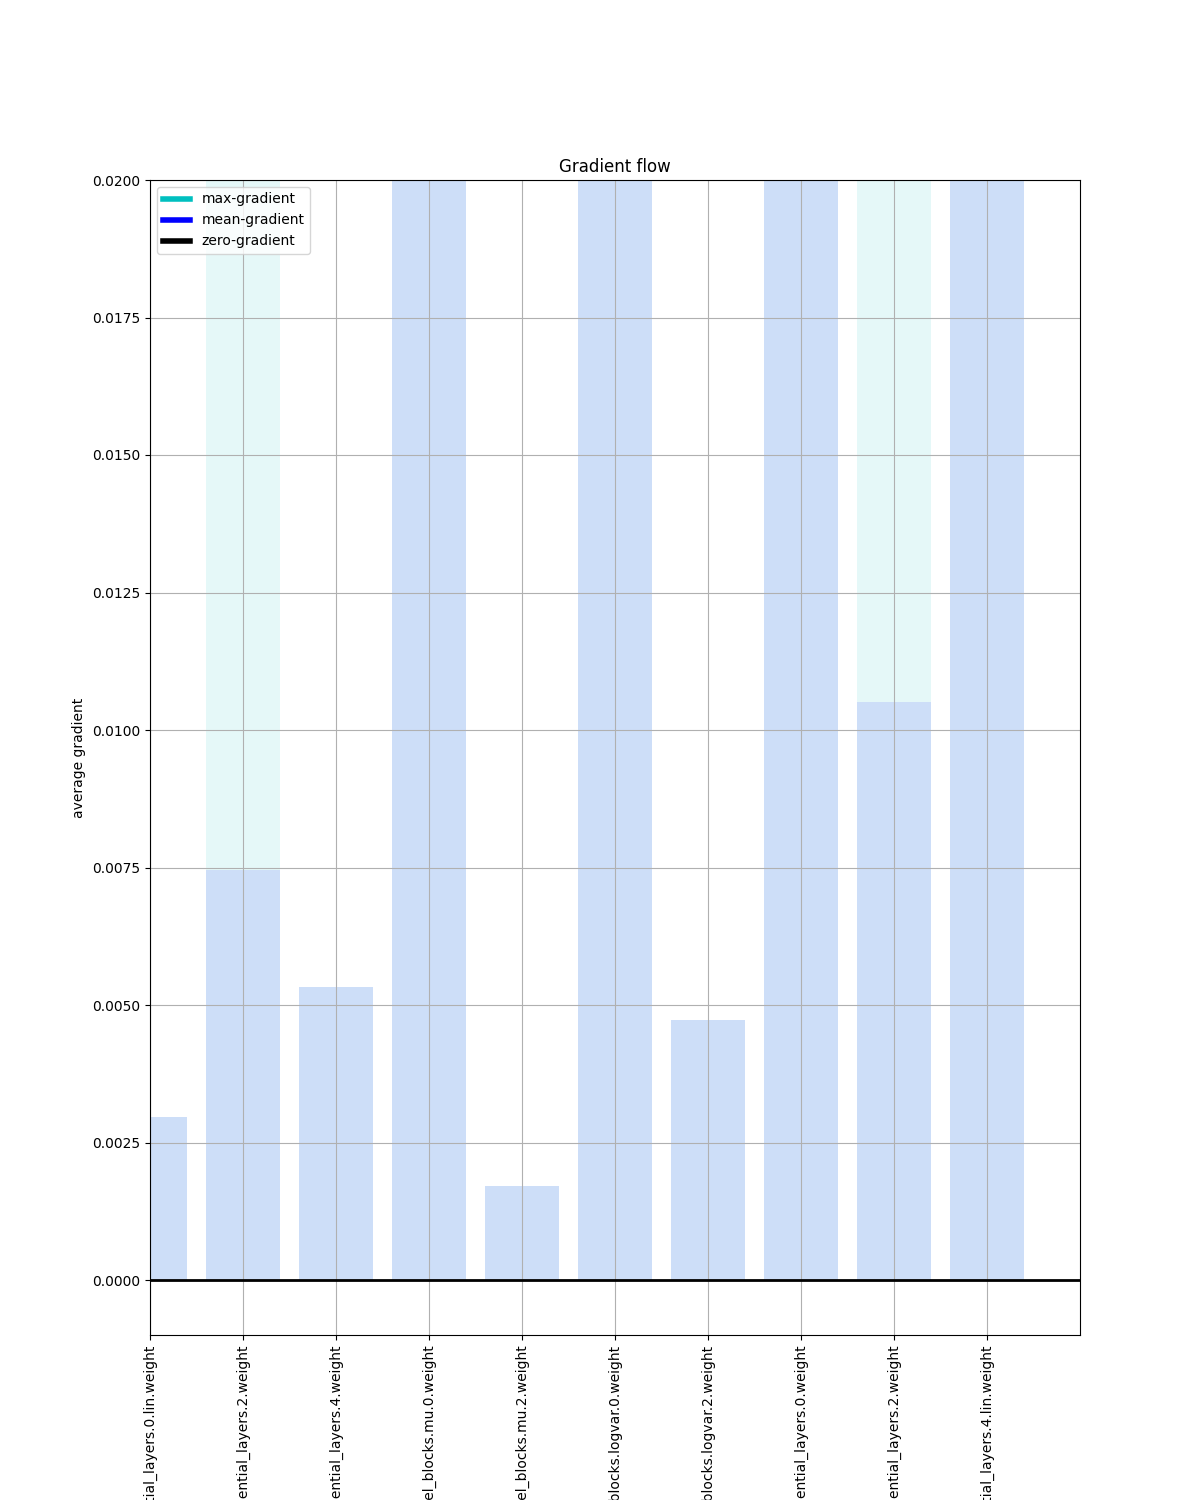 Gradient flow
max-gradient
mean-gradient
zero-gradient
0.0200
0.0175
0.0150
0.0125
0.0100
0.0075
0.0050
0.0025
0.0000
average gradient
tial_layers.0.lin.weight
ential_layers.2.weight
ential_layers.4.weight
el_blocks.mu.0.weight
el_blocks.mu.2.weight
blocks.logvar.0.weight
blocks.logvar.2.weight
ential_layers.0.weight
ential_layers.2.weight
tial_layers.4.lin.weight